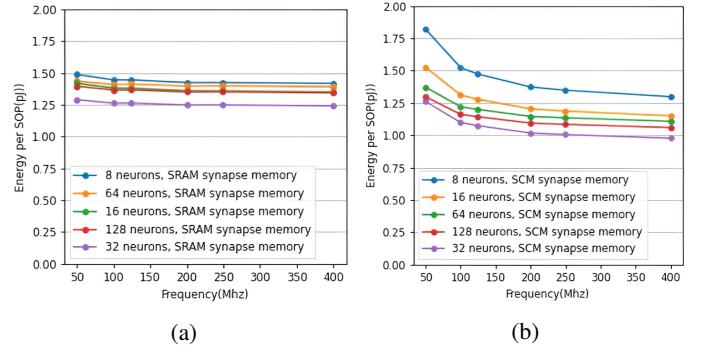 2.00
1.75
1.50
1.25
1.00
0.75
0.50
0.25
0.00
Energy per SOP(pJ))
8 neurons, SRAM synapse memory
64 neurons, SRAM synapse memory
16 neurons, SRAM synapse memory
128 neurons, SRAM synapse memory
32 neurons, SRAM synapse memory
50 100 150 200 250 300 350 400
Frequency(Mhz)
(a)
2.00
1.75
1.50
1.25
1.00
0.75
0.50
0.25
0.00
Energy per SOP(pJ))
8 neurons, SCM synapse memory
16 neurons, SCM synapse memory
64 neurons, SCM synapse memory
128 neurons, SCM synapse memory
32 neurons, SCM synapse memory
50 100 150 200 250 300 350 400
Frequency(Mhz)
(b)